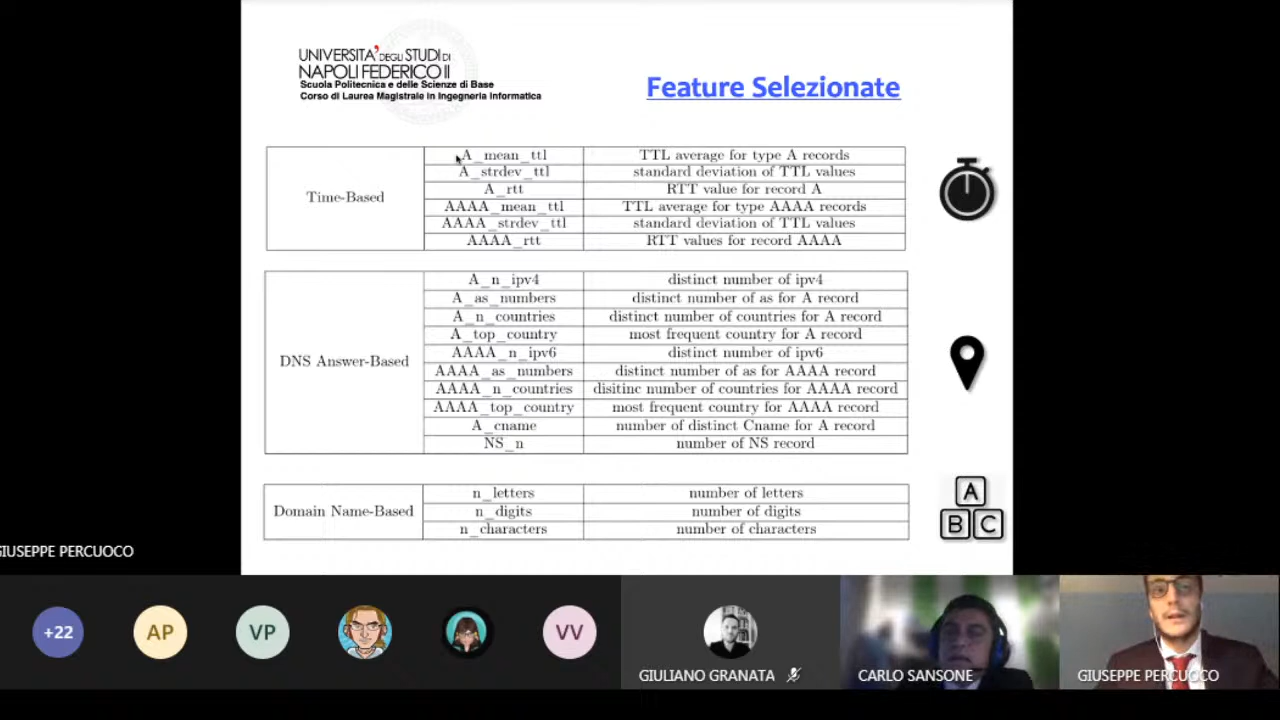 UNIVERSITA' DEGLI STUDI DI
NAPOLI FEDERICO II
Scuola Politecnica e delle Scienze di Base
Corso di Laurea Magistrale in Ingegneria Informatica
Feature Selezionate
Time-Based
A_mean_ttl TTL average for type A records
A_strdev_ttl standard deviation of TTL values
A_rtt RTT value for record A
AAAA_mean_ttl TTL average for type AAAA records
AAAA_strdev_ttl standard deviation of TTL values
AAAA_rtt RTT values for record AAAA
DNS Answer-Based
A_n_ipv4 distinct number of ipv4
A_as_numbers distinct number of as for A record
A_n_countries distinct number of countries for A record
A_top_country most frequent country for A record
AAAA_n_ipv6 distinct number of ipv6
AAAA_as_numbers distinct number of as for AAAA record
AAAA_n_countries disitinc number of countries for AAAA record
AAAA_top_country most frequent country for AAAA record
A_cname number of distinct Cname for A record
NS_n number of NS record
Domain Name-Based
n_letters number of letters
n_digits number of digits
n_characters number of characters
A
B C
GIUSEPPE PERCUOCO
+22 AP VP VV
GIULIANO GRANATA CARLO SANSONE GIUSEPPE PERCUOCO